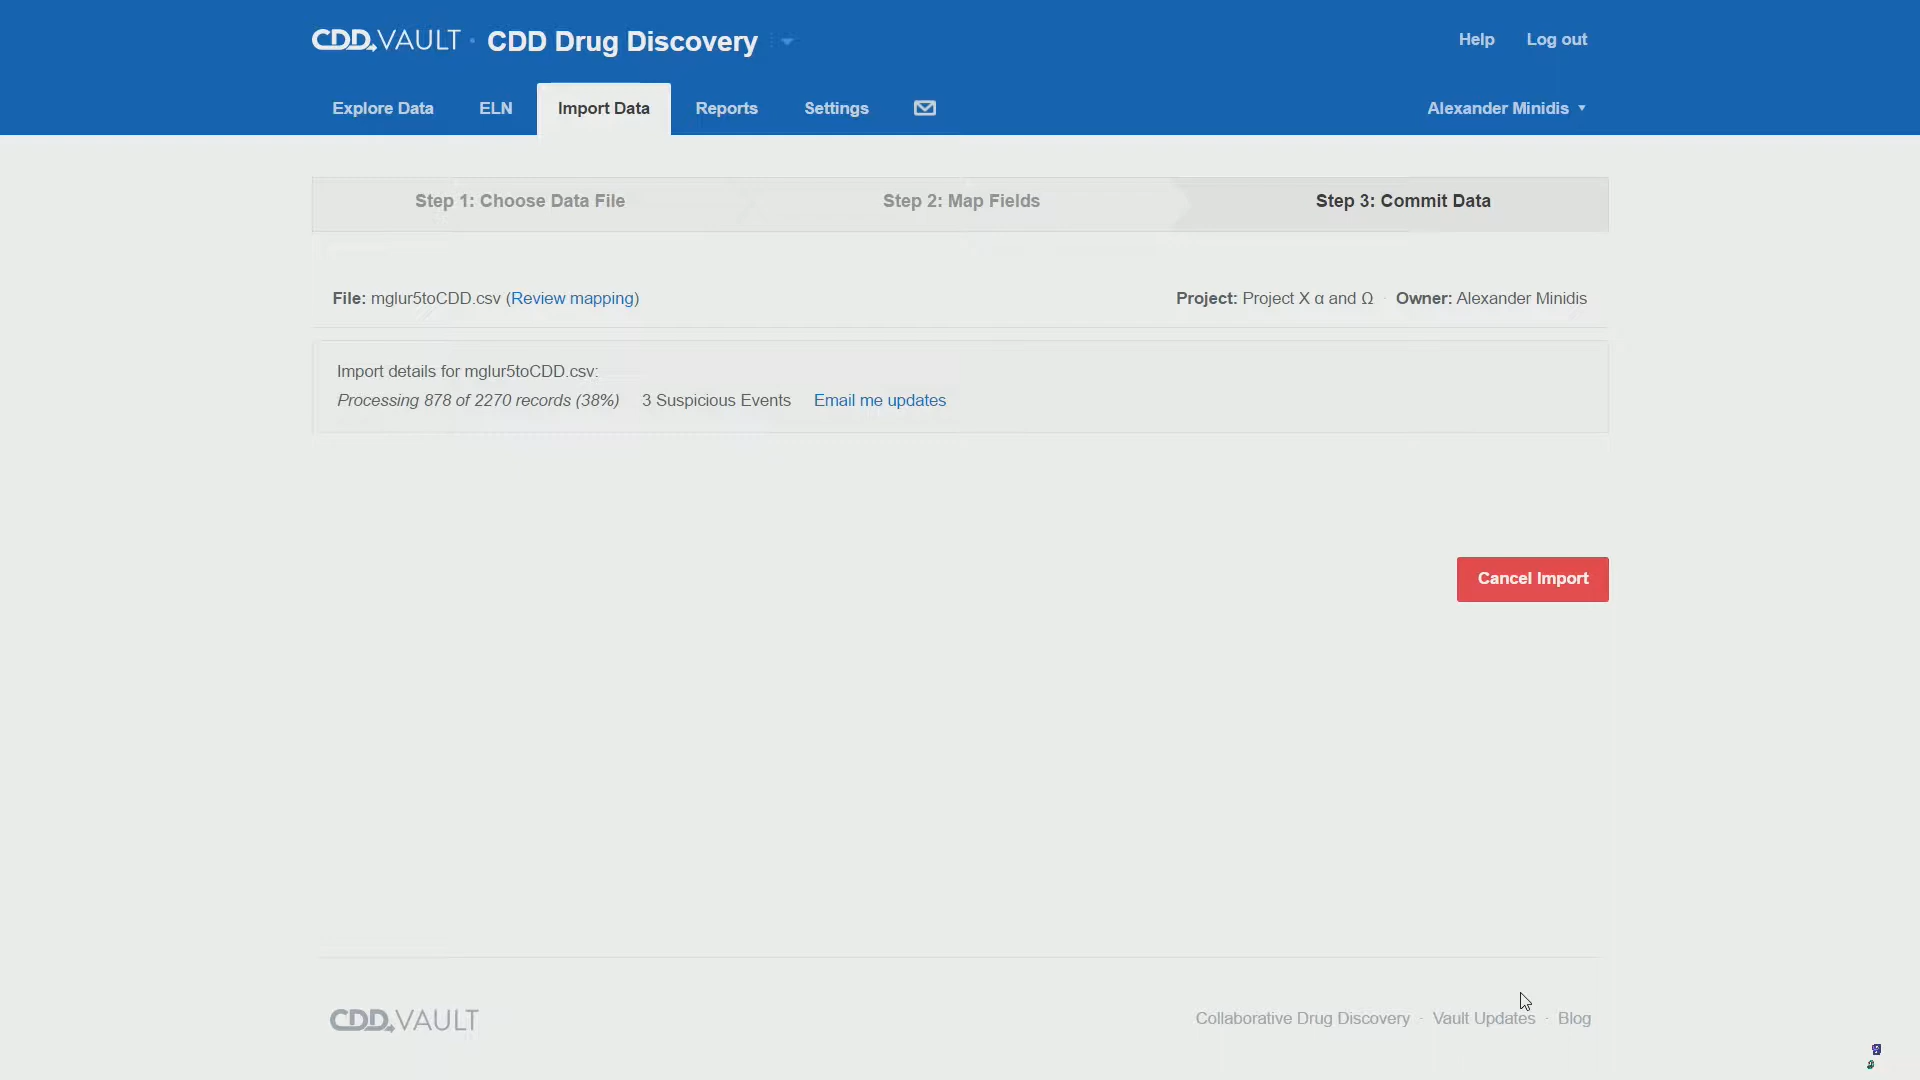 CDD VAULT · CDD Drug Discovery
Help Log out
Explore Data ELN Import Data Reports Settings Alexander Minidis
Step 1: Choose Data File Step 2: Map Fields Step 3: Commit Data
File: mglur5toCDD.csv (Review mapping) Project: Project X α and Ω · Owner: Alexander Minidis
Import details for mglur5toCDD.csv:
Processing 878 of 2270 records (38%) 3 Suspicious Events Email me updates
Cancel Import
CDD VAULT Collaborative Drug Discovery · Vault Updates · Blog